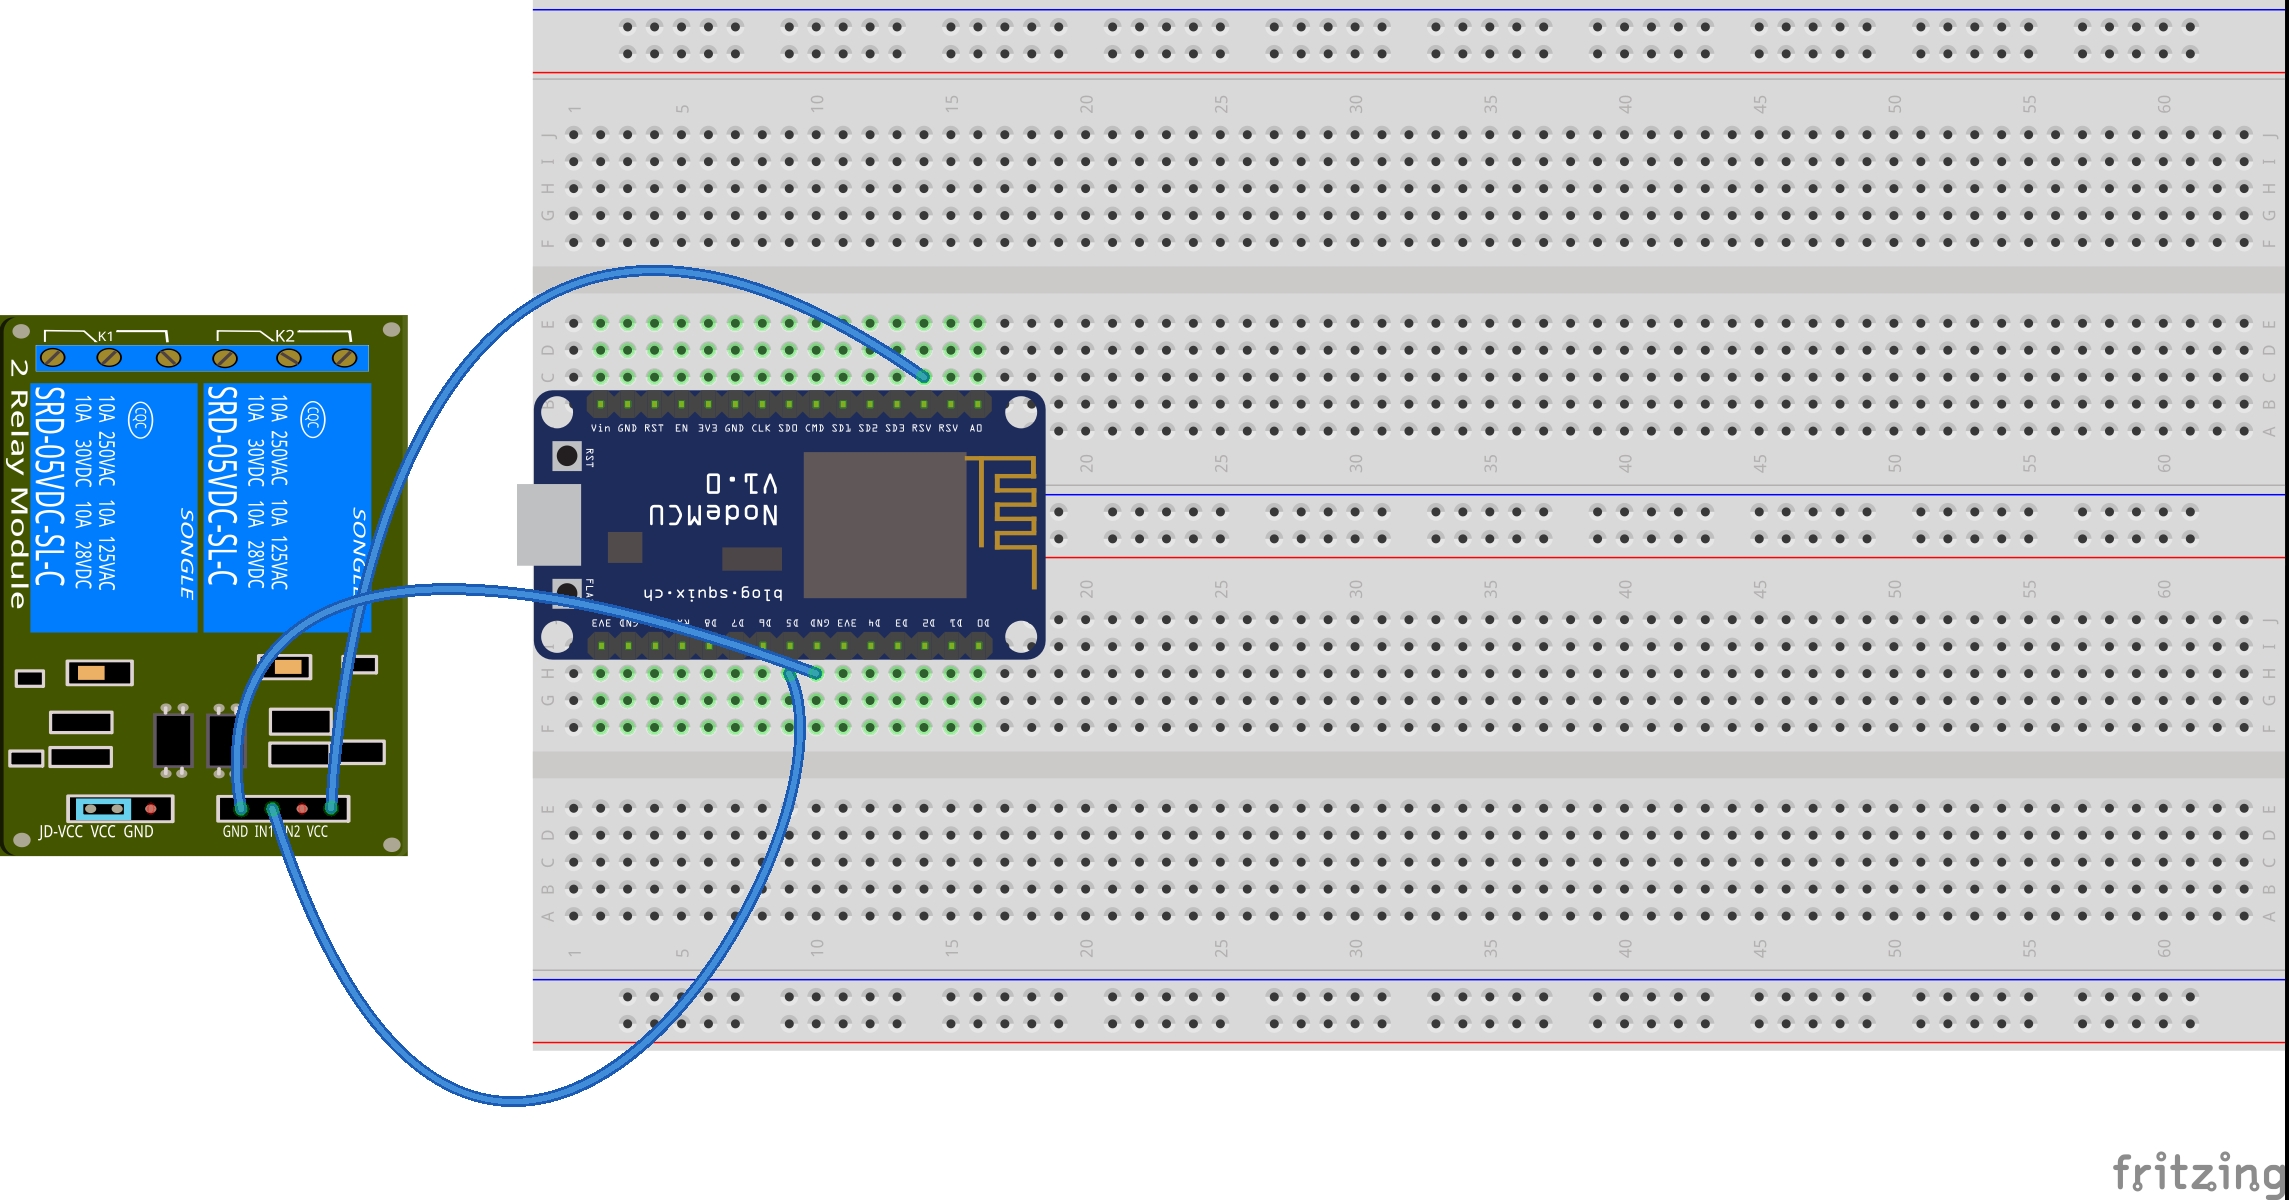 1 5 10 15 20 25 30 35 40 45 50 55 60
J J
I I
H H
G G
F F
K1 K2
2 Relay Module
SRD-05VDC-SL-C
10A 30VDC 10A 28VDC
10A 250VAC 10A 125VAC
CQC
SONGLE
SRD-05VDC-SL-C
10A 30VDC 10A 28VDC
10A 250VAC 10A 125VAC
CQC
SONGLE
JD-VCC VCC GND
GND IN1 IN2 VCC
E E
D D
C C
B B
A
Vin GND RST EN 3V3 GND CLK SD0 CMD SD1 SD2 SD3 RSV RSV A0
RST
NodeMCU
V1.0
blog.squix.ch
3V3 GND D8 D7 D6 D5 GND 3V3 D4 D3 D2 D1 D0
20 25 30 35 40 45 50 55 60
20 25 30 35 40 45 50 55 60
J
I I
H H
G G
F F
E E
D D
C C
B B
A A
1 5 10 15 20 25 30 35 40 45 50 55 60
fritzing